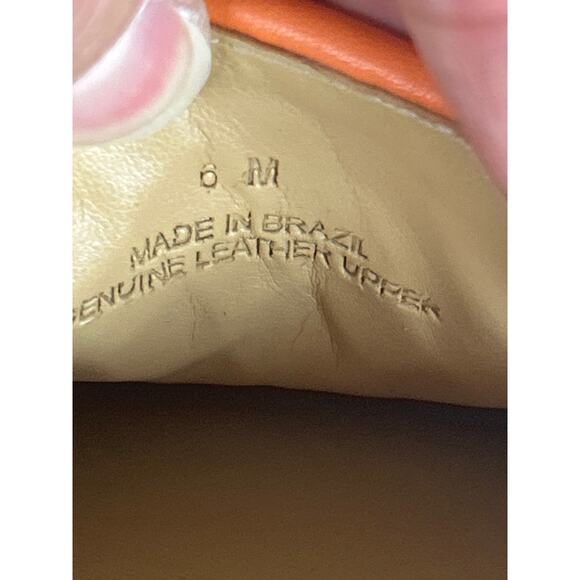 6 M
MADE IN BRAZIL
GENUINE LEATHER UPPER